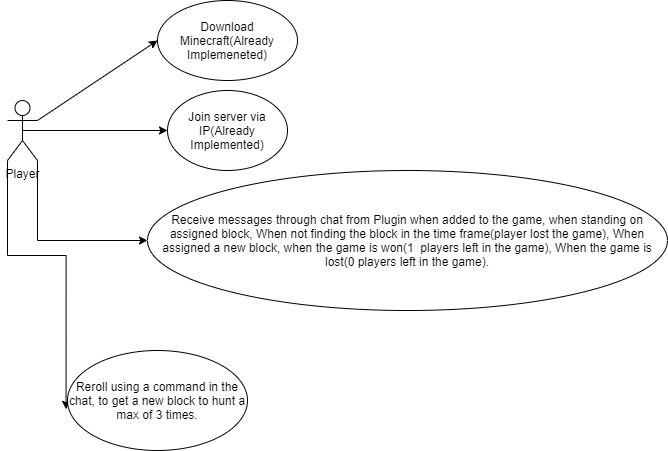 Download
Minecraft(Already
Implemeneted)
Join server via
IP(Already
Implemented)
Player
Receive messages through chat from Plugin when added to the game, when standing on
assigned block, When not finding the block in the time frame(player lost the game), When
assigned a new block, when the game is won(1 players left in the game), When the game is
lost(0 players left in the game).
Reroll using a command in the
chat, to get a new block to hunt a
max of 3 times.